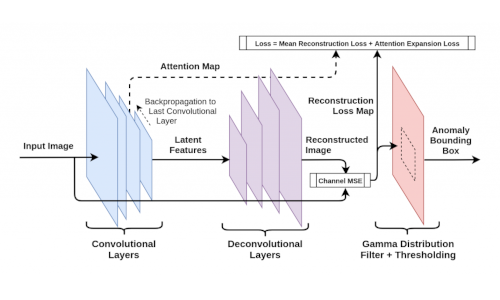 Loss = Mean Reconstruction Loss + Attention Expansion Loss
Attention Map
Backpropagation to
Last Convolutional
Layer
Reconstruction
Loss Map
Input Image
Latent
Features
Reconstructed
Image
Anomaly
Bounding
Box
Channel MSE
Convolutional
Layers
Deconvolutional
Layers
Gamma Distribution
Filter + Thresholding